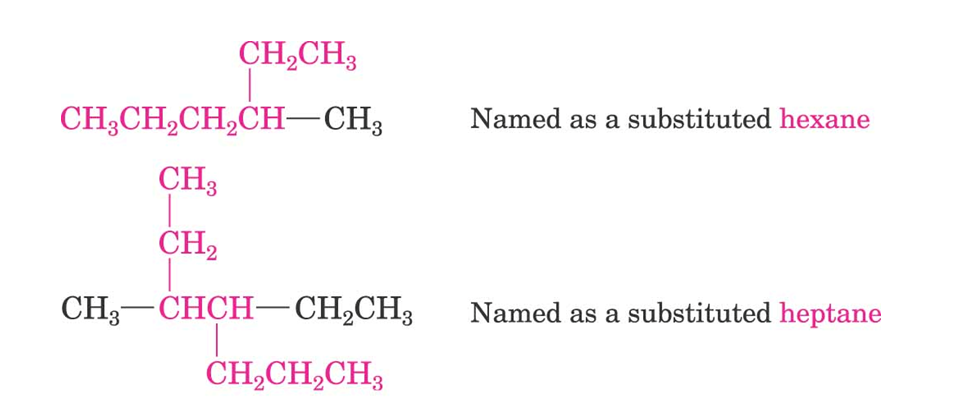 CH₂CH₃
CH₃CH₂CH₂CH—CH₃ Named as a substituted hexane
CH₃
CH₂
CH₃—CHCH—CH₂CH₃ Named as a substituted heptane
CH₂CH₂CH₃